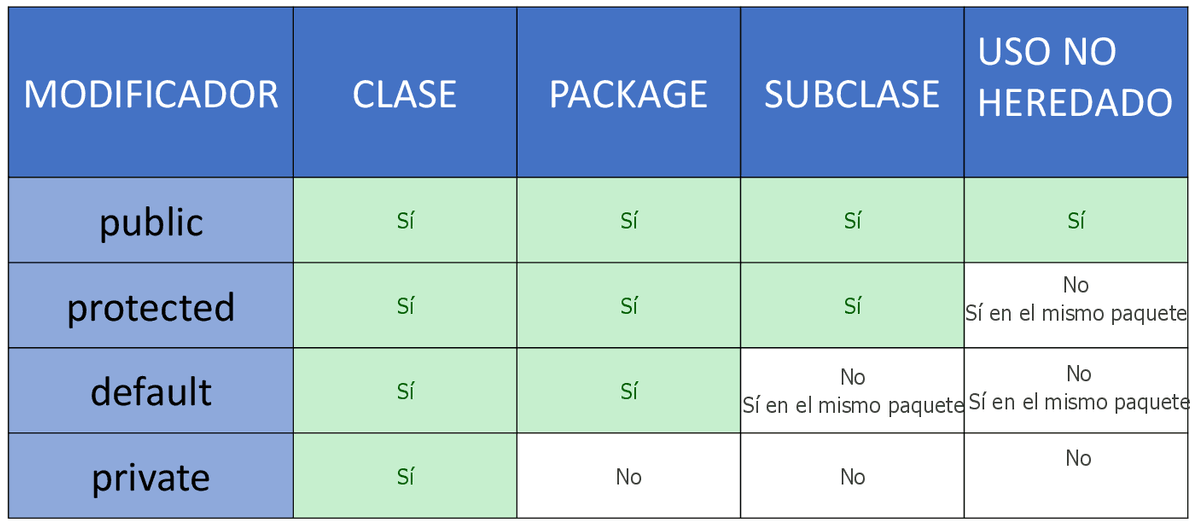 MODIFICADOR CLASE PACKAGE SUBCLASE USO NO
HEREDADO
public Sí Sí Sí Sí
protected Sí Sí Sí No
Sí en el mismo paquete
default Sí Sí No
Sí en el mismo paquete
No
Sí en el mismo paquete
private Sí No No No